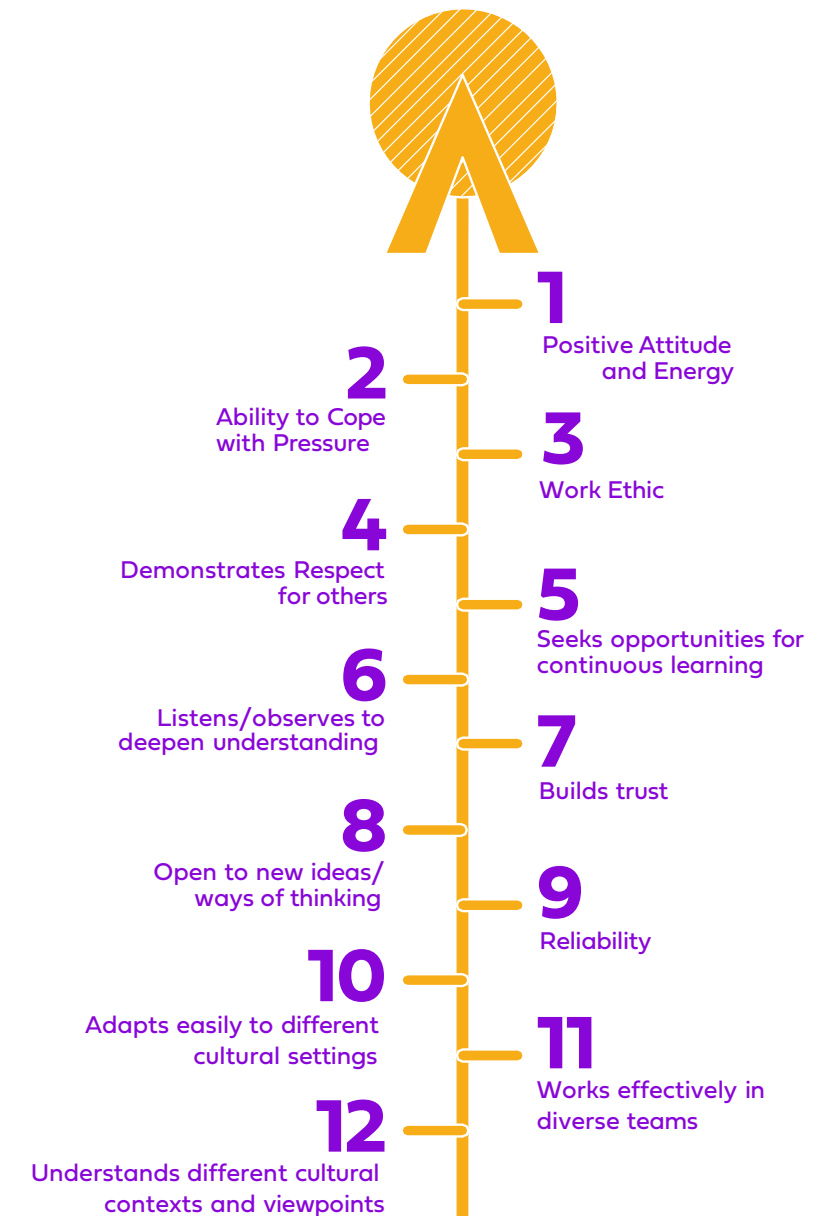 1
Positive Attitude
and Energy
2
Ability to Cope
with Pressure
3
Work Ethic
4
Demonstrates Respect
for others
5
Seeks opportunities for
continuous learning
6
Listens/observes to
deepen understanding
7
Builds trust
8
Open to new ideas/
ways of thinking
9
Reliability
10
Adapts easily to different
cultural settings
11
Works effectively in
diverse teams
12
Understands different cultural
contexts and viewpoints